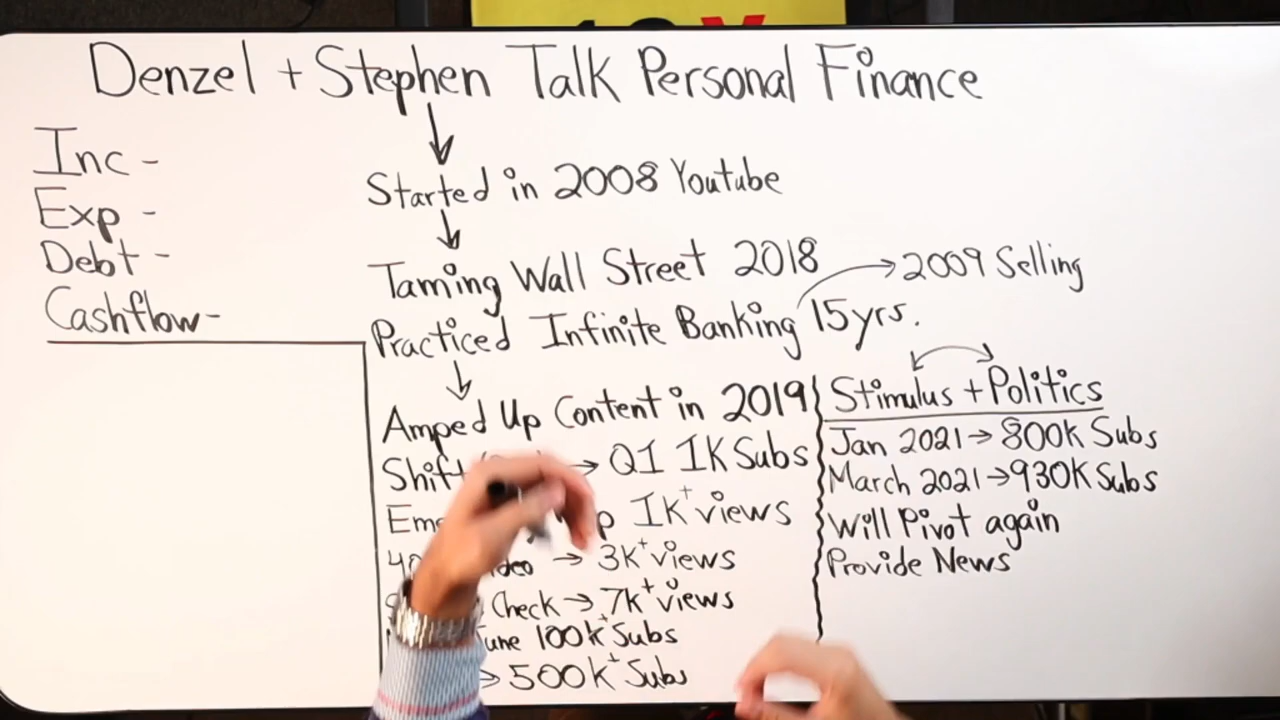 Denzel + Stephen Talk Personal Finance
Inc -
Exp -
Debt -
Cashflow -
Started in 2008 Youtube
Taming Wall Street 2018
→ 2009 Selling
Practiced Infinite Banking 15yrs.
Amped Up Content in 2019
→ Q1 1K Subs
1K+ views
→ 3K+ views
Check → 7K+ views
100K+ Subs
→ 500K+ Subs
Stimulus + Politics
Jan 2021 → 800K Subs
March 2021 → 930K Subs
Will Pivot again
Provide News